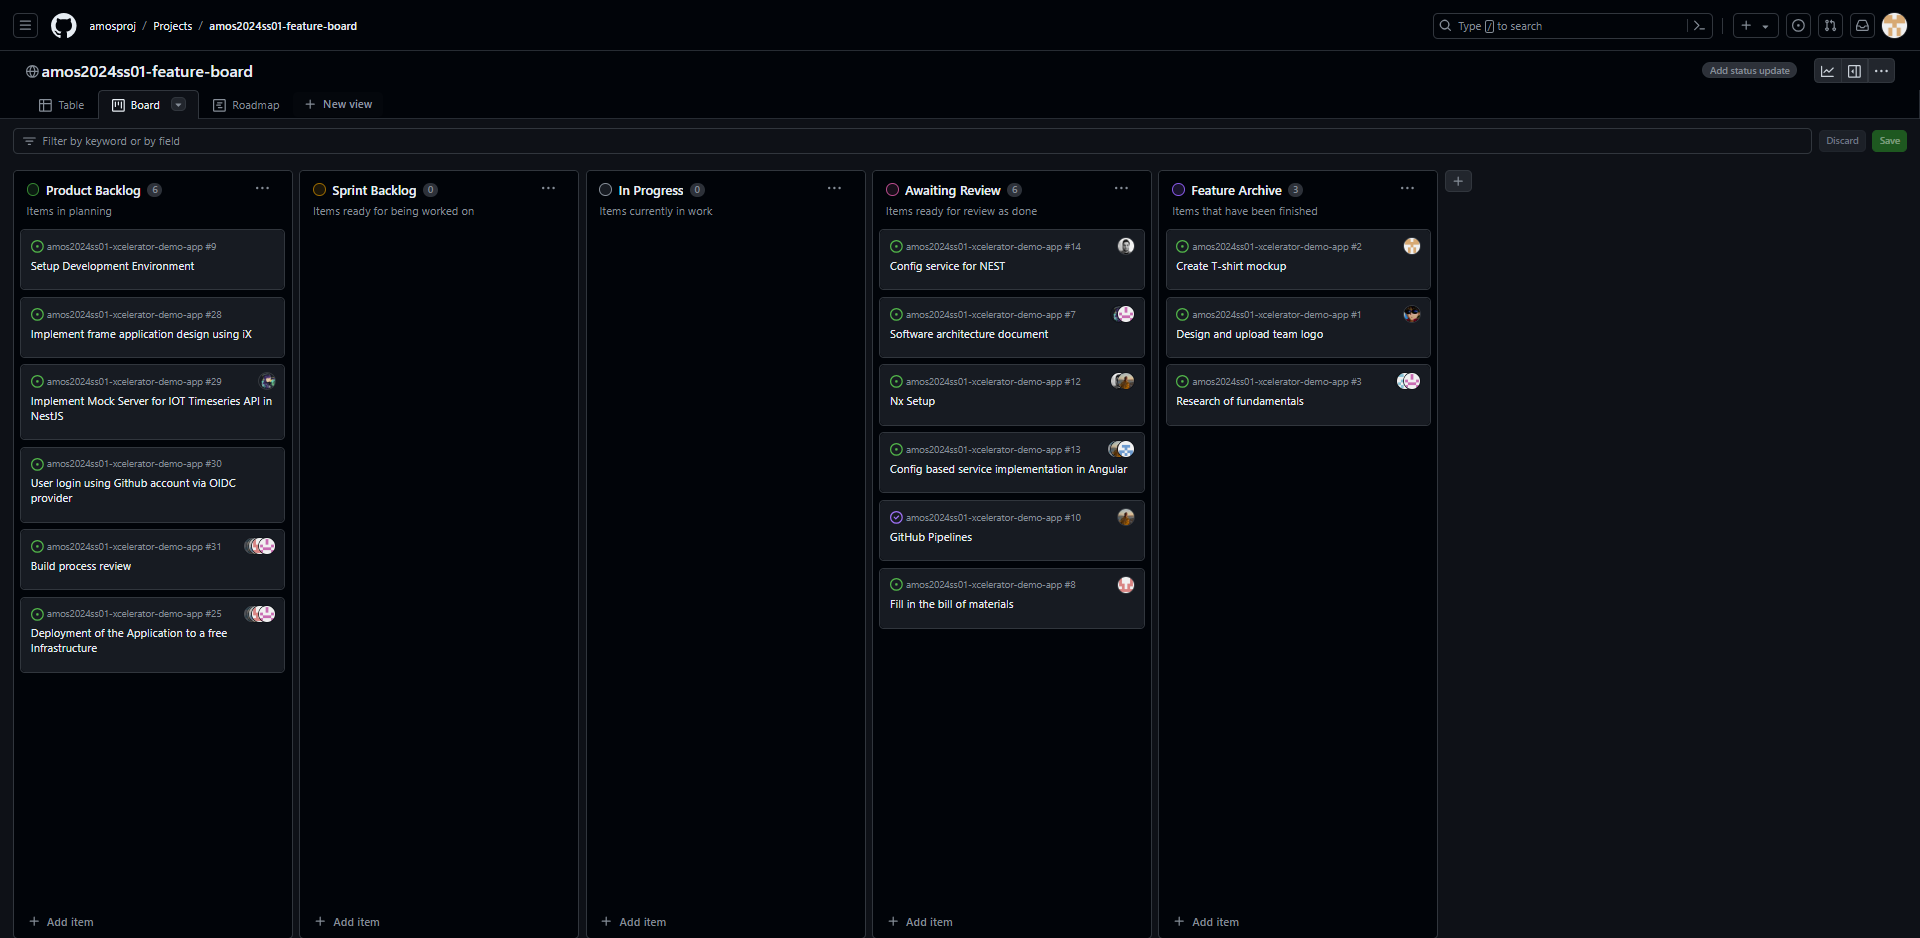 amosproj / Projects / amos2024ss01-feature-board
Type / to search
amos2024ss01-feature-board
Add status update
Table
Board
Roadmap
New view
Filter by keyword or by field
Discard
Save
Product Backlog 6
Items in planning
amos2024ss01-xcelerator-demo-app #9
Setup Development Environment
amos2024ss01-xcelerator-demo-app #28
Implement frame application design using iX
amos2024ss01-xcelerator-demo-app #29
Implement Mock Server for IOT Timeseries API in
NestJS
amos2024ss01-xcelerator-demo-app #30
User login using Github account via OIDC
provider
amos2024ss01-xcelerator-demo-app #31
Build process review
amos2024ss01-xcelerator-demo-app #25
Deployment of the Application to a free
Infrastructure
Add item
Sprint Backlog 0
Items ready for being worked on
Add item
In Progress 0
Items currently in work
Add item
Awaiting Review 6
Items ready for review as done
amos2024ss01-xcelerator-demo-app #14
Config service for NEST
amos2024ss01-xcelerator-demo-app #7
Software architecture document
amos2024ss01-xcelerator-demo-app #12
Nx Setup
amos2024ss01-xcelerator-demo-app #13
Config based service implementation in Angular
amos2024ss01-xcelerator-demo-app #10
GitHub Pipelines
amos2024ss01-xcelerator-demo-app #8
Fill in the bill of materials
Add item
Feature Archive 3
Items that have been finished
amos2024ss01-xcelerator-demo-app #2
Create T-shirt mockup
amos2024ss01-xcelerator-demo-app #1
Design and upload team logo
amos2024ss01-xcelerator-demo-app #3
Research of fundamentals
Add item